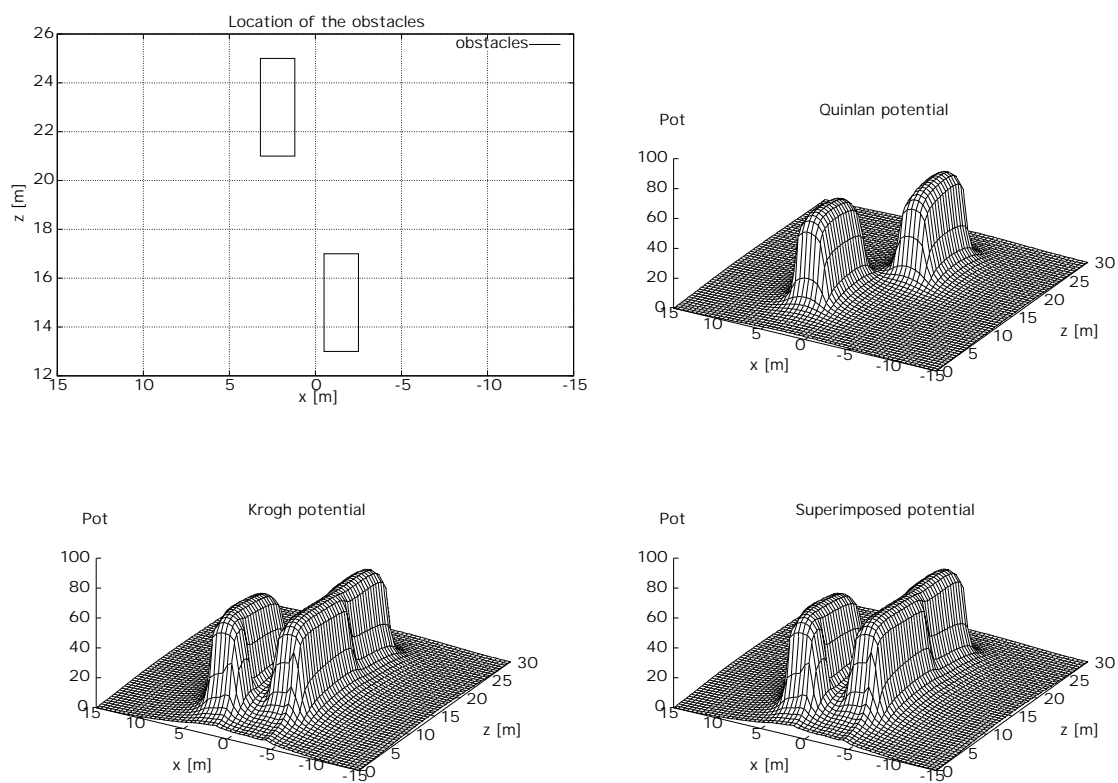 Location of the obstacles
obstacles
26
24
22
20
18
16
14
12
z [m]
15 10 5 0 -5 -10 -15
x [m]
Quinlan potential
Pot
100
80
60
40
20
0
15 10 5 0 -5 -10 -15
x [m]
0 5 10 15 20 25 30
z [m]
Krogh potential
Pot
100
80
60
40
20
0
15 10 5 0 -5 -10 -15
x [m]
0 5 10 15 20 25 30
z [m]
Superimposed potential
Pot
100
80
60
40
20
0
15 10 5 0 -5 -10 -15
x [m]
0 5 10 15 20 25 30
z [m]